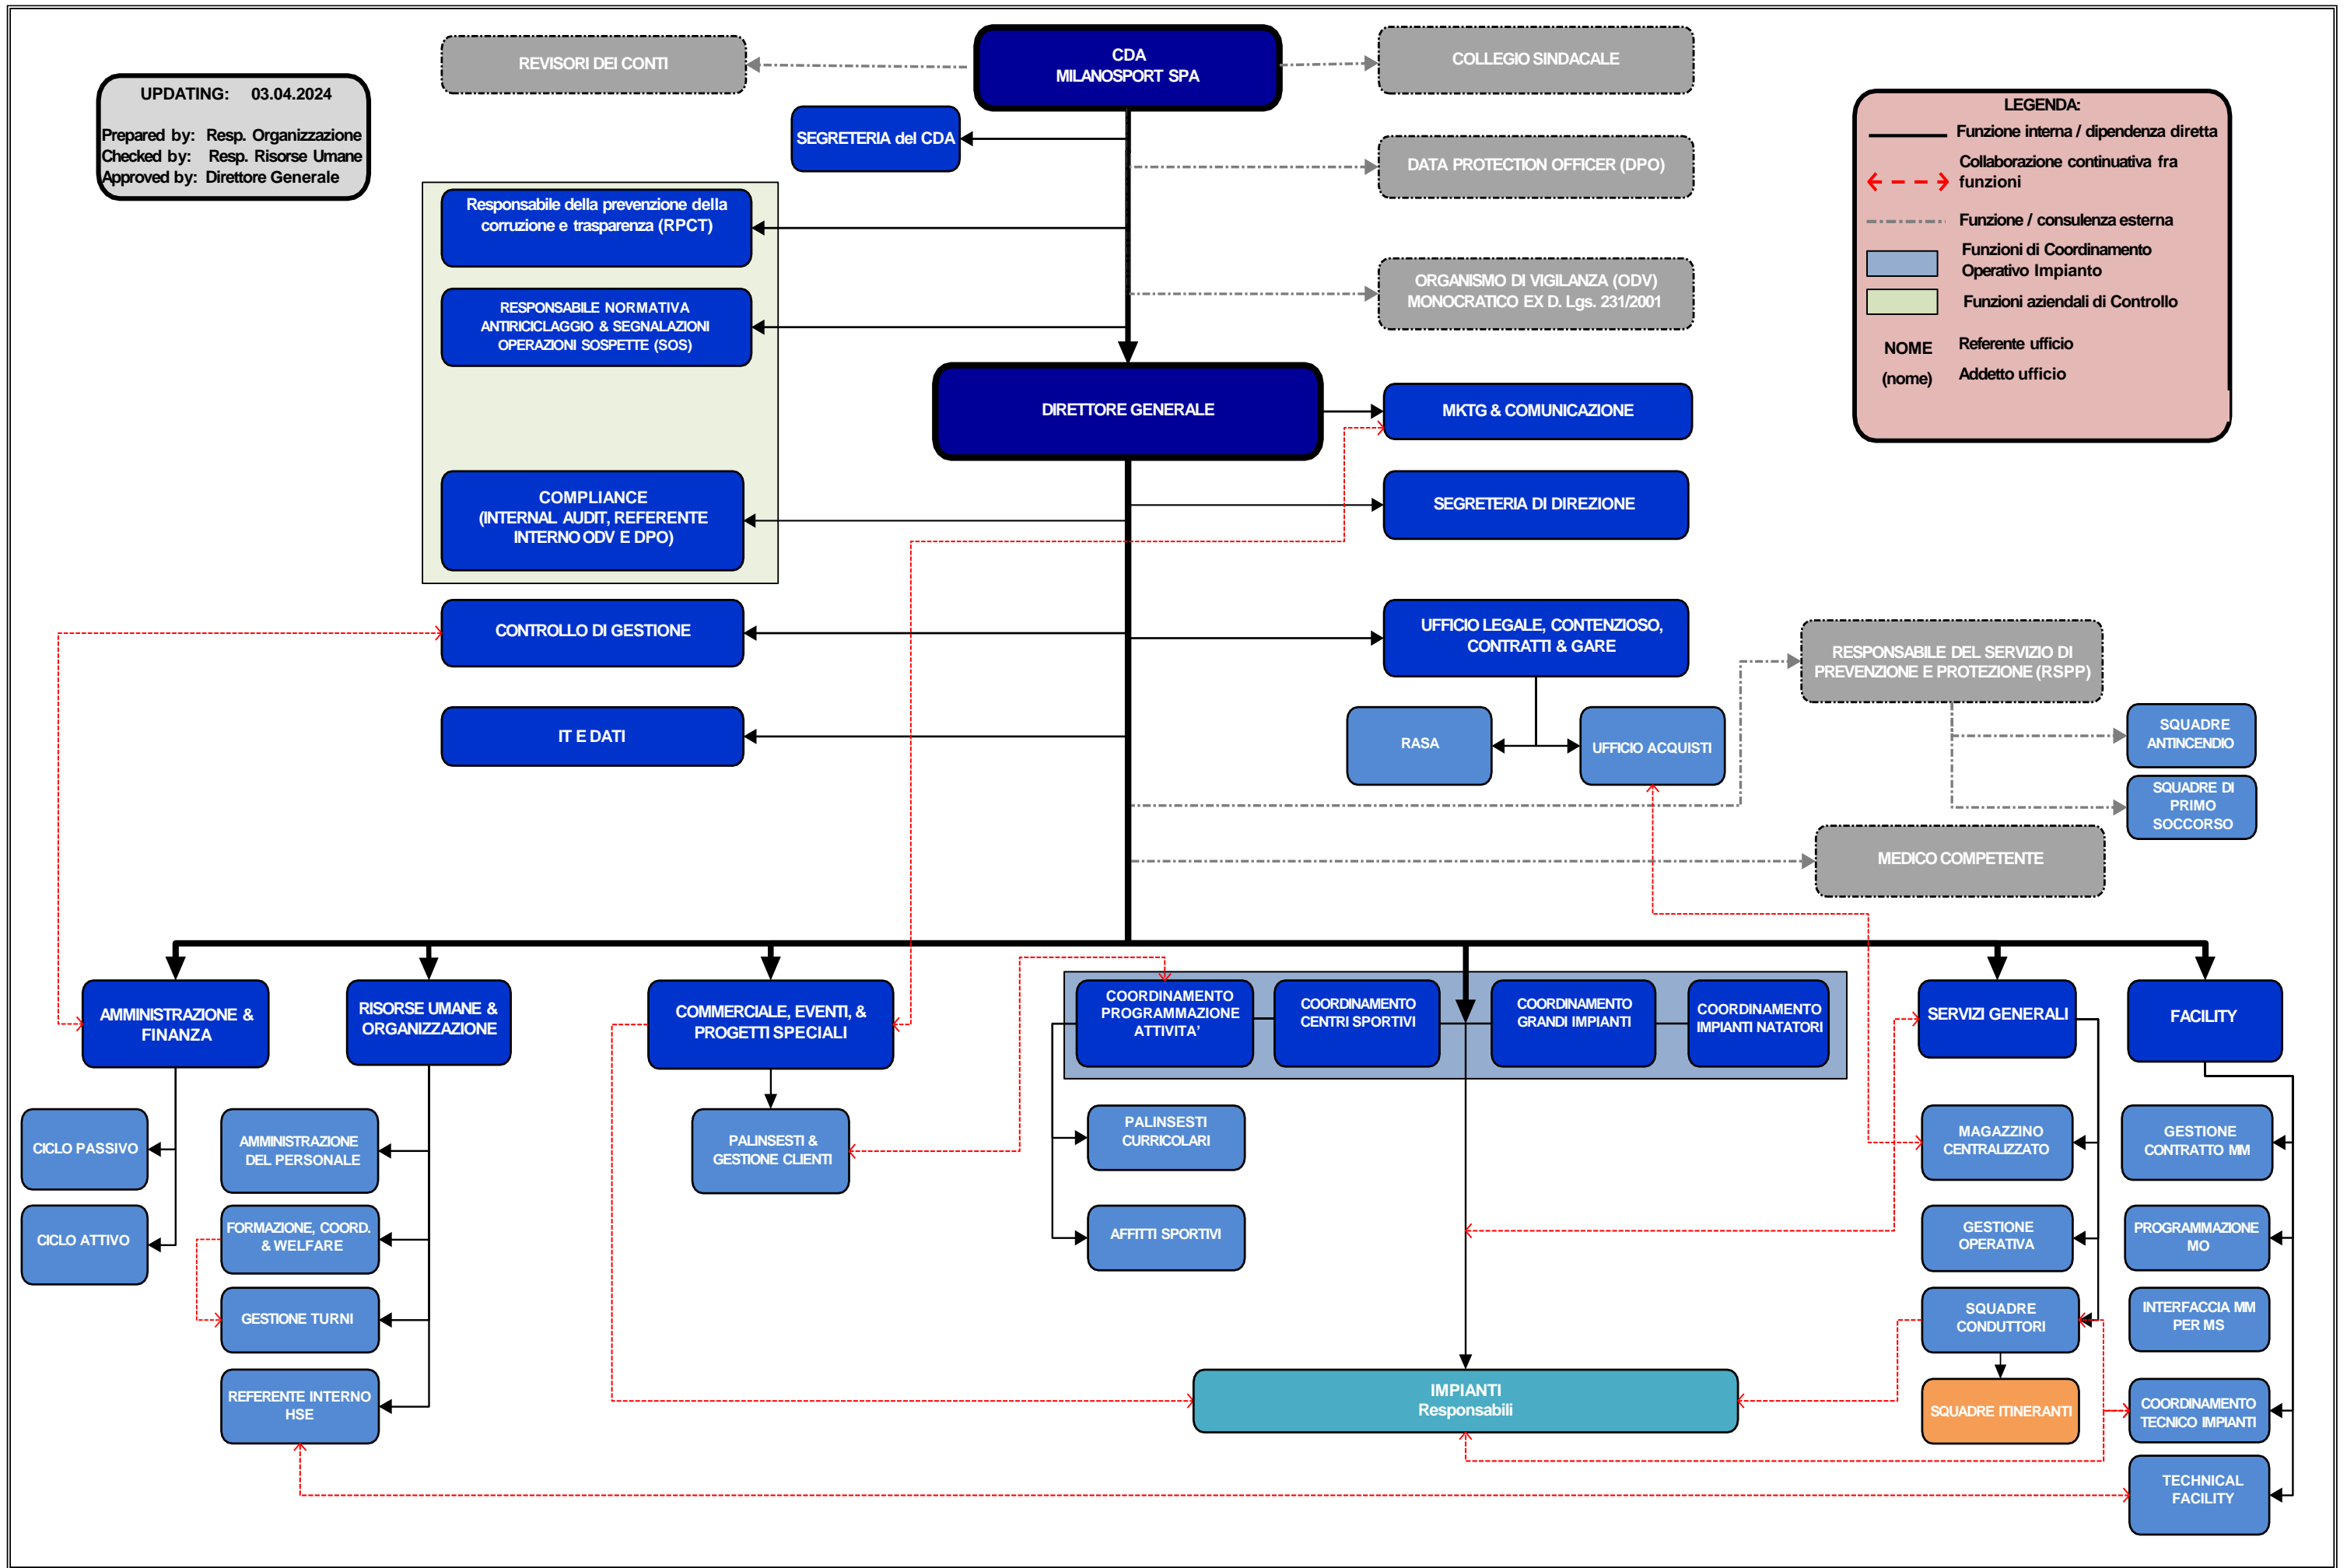 REVISORI DEI CONTI
CDA
MILANOSPORT SPA
COLLEGIO SINDACALE
UPDATING: 03.04.2024
Prepared by: Resp. Organizzazione
Checked by: Resp. Risorse Umane
Approved by: Direttore Generale
SEGRETERIA del CDA
DATA PROTECTION OFFICER (DPO)
LEGENDA:
Funzione interna / dipendenza diretta
Collaborazione continuativa fra
funzioni
Funzione / consulenza esterna
Funzioni di Coordinamento
Operativo Impianto
Funzioni aziendali di Controllo
NOME Referente ufficio
(nome) Addetto ufficio
Responsabile della prevenzione della
corruzione e trasparenza (RPCT)
ORGANISMO DI VIGILANZA (ODV)
MONOCRATICO EX D. Lgs. 231/2001
RESPONSABILE NORMATIVA
ANTIRICICLAGGIO & SEGNALAZIONI
OPERAZIONI SOSPETTE (SOS)
DIRETTORE GENERALE
MKTG & COMUNICAZIONE
COMPLIANCE
(INTERNAL AUDIT, REFERENTE
INTERNO ODV E DPO)
SEGRETERIA DI DIREZIONE
CONTROLLO DI GESTIONE
UFFICIO LEGALE, CONTENZIOSO,
CONTRATTI & GARE
RESPONSABILE DEL SERVIZIO DI
PREVENZIONE E PROTEZIONE (RSPP)
IT E DATI
RASA
UFFICIO ACQUISTI
SQUADRE
ANTINCENDIO
SQUADRE DI
PRIMO
SOCCORSO
MEDICO COMPETENTE
AMMINISTRAZIONE &
FINANZA
RISORSE UMANE &
ORGANIZZAZIONE
COMMERCIALE, EVENTI, &
PROGETTI SPECIALI
COORDINAMENTO
PROGRAMMAZIONE
ATTIVITA’
COORDINAMENTO
CENTRI SPORTIVI
COORDINAMENTO
GRANDI IMPIANTI
COORDINAMENTO
IMPIANTI NATATORI
SERVIZI GENERALI
FACILITY
CICLO PASSIVO
AMMINISTRAZIONE
DEL PERSONALE
PALINSESTI &
GESTIONE CLIENTI
PALINSESTI
CURRICOLARI
MAGAZZINO
CENTRALIZZATO
GESTIONE
CONTRATTO MM
CICLO ATTIVO
FORMAZIONE, COORD.
& WELFARE
AFFITTI SPORTIVI
GESTIONE
OPERATIVA
PROGRAMMAZIONE
MO
GESTIONE TURNI
SQUADRE
CONDUTTORI
INTERFACCIA MM
PER MS
REFERENTE INTERNO
HSE
IMPIANTI
Responsabili
SQUADRE ITINERANTI
COORDINAMENTO
TECNICO IMPIANTI
TECHNICAL
FACILITY